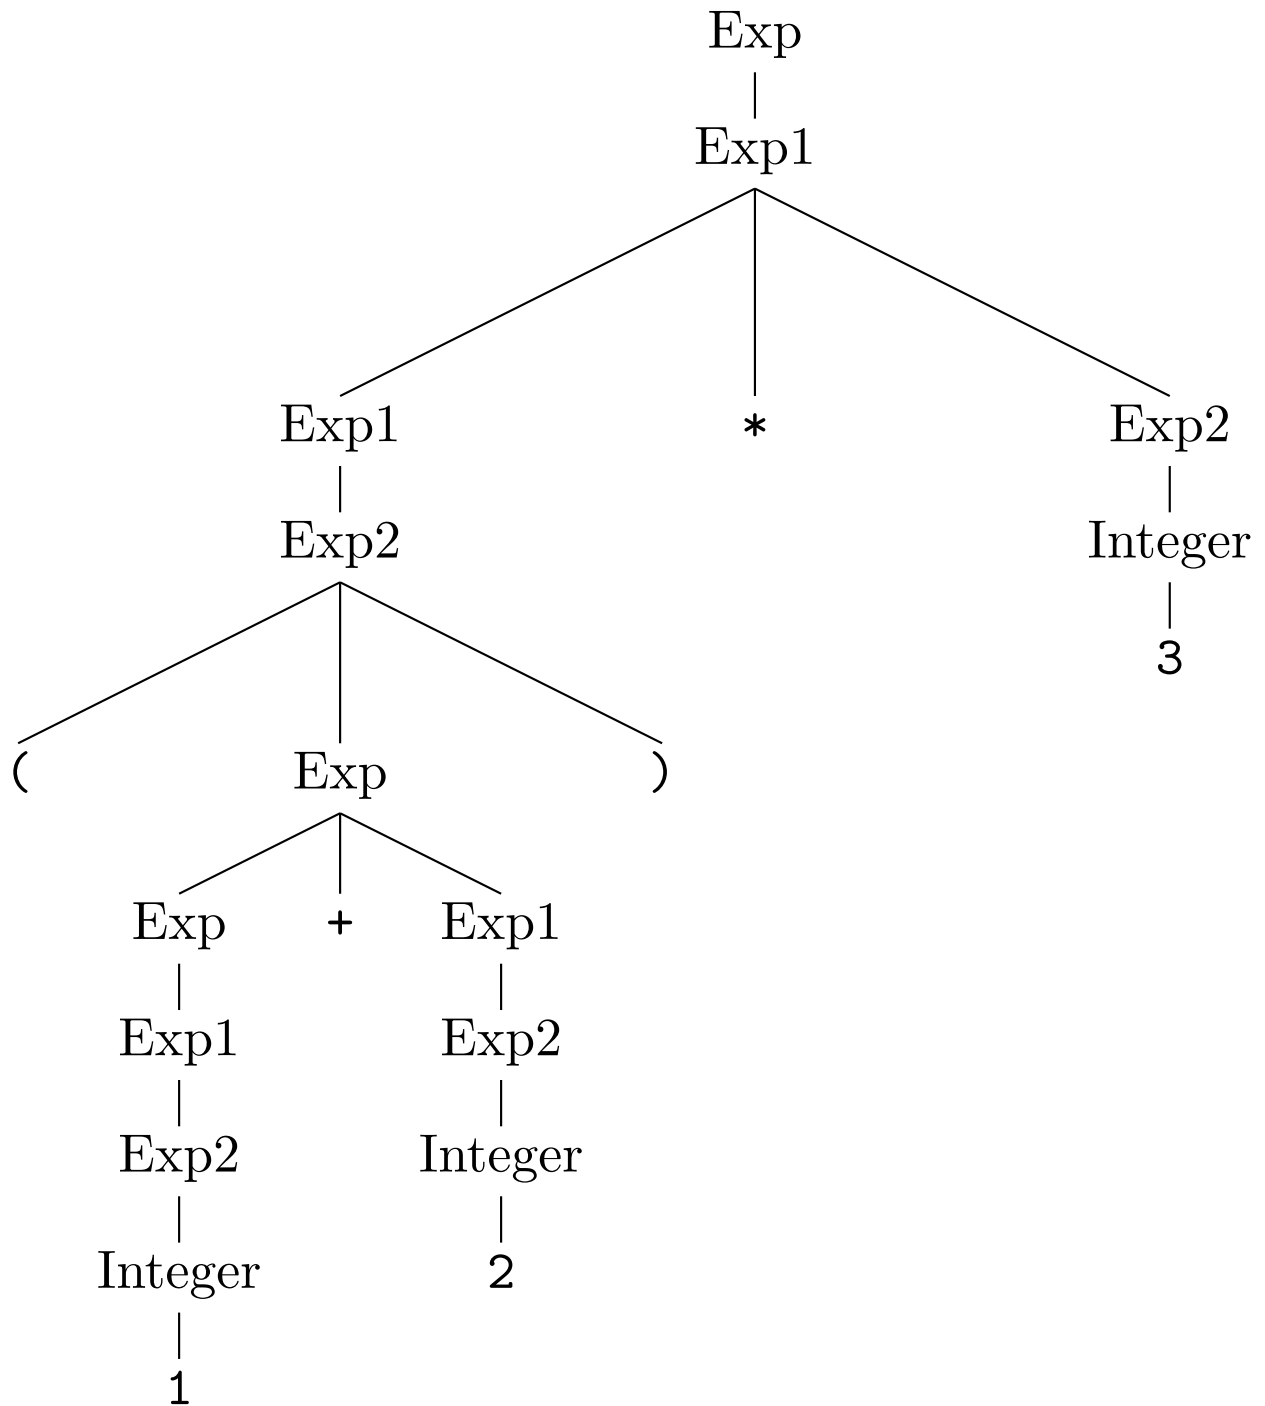 Exp
Exp1
Exp1 * Exp2
Exp2 Integer
3
( Exp )
Exp + Exp1
Exp1 Exp2
Exp2 Integer
Integer 2
1